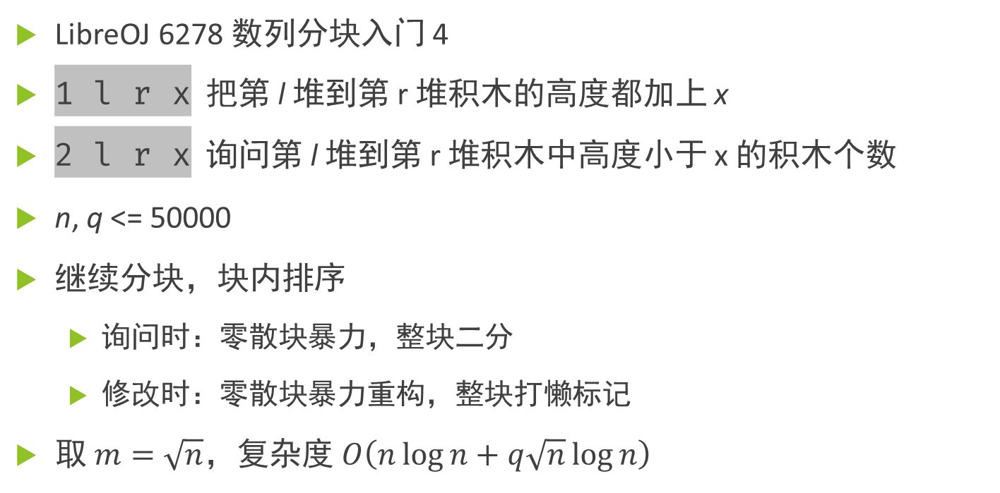 LibreOJ 6278 数列分块入门 4
1 l r x 把第 l 堆到第 r 堆积木的高度都加上 x
2 l r x 询问第 l 堆到第 r 堆积木中高度小于 x 的积木个数
n, q <= 50000
继续分块，块内排序
询问时：零散块暴力，整块二分
修改时：零散块暴力重构，整块打懒标记
取 m = √n，复杂度 O(n log n + q√n log n)